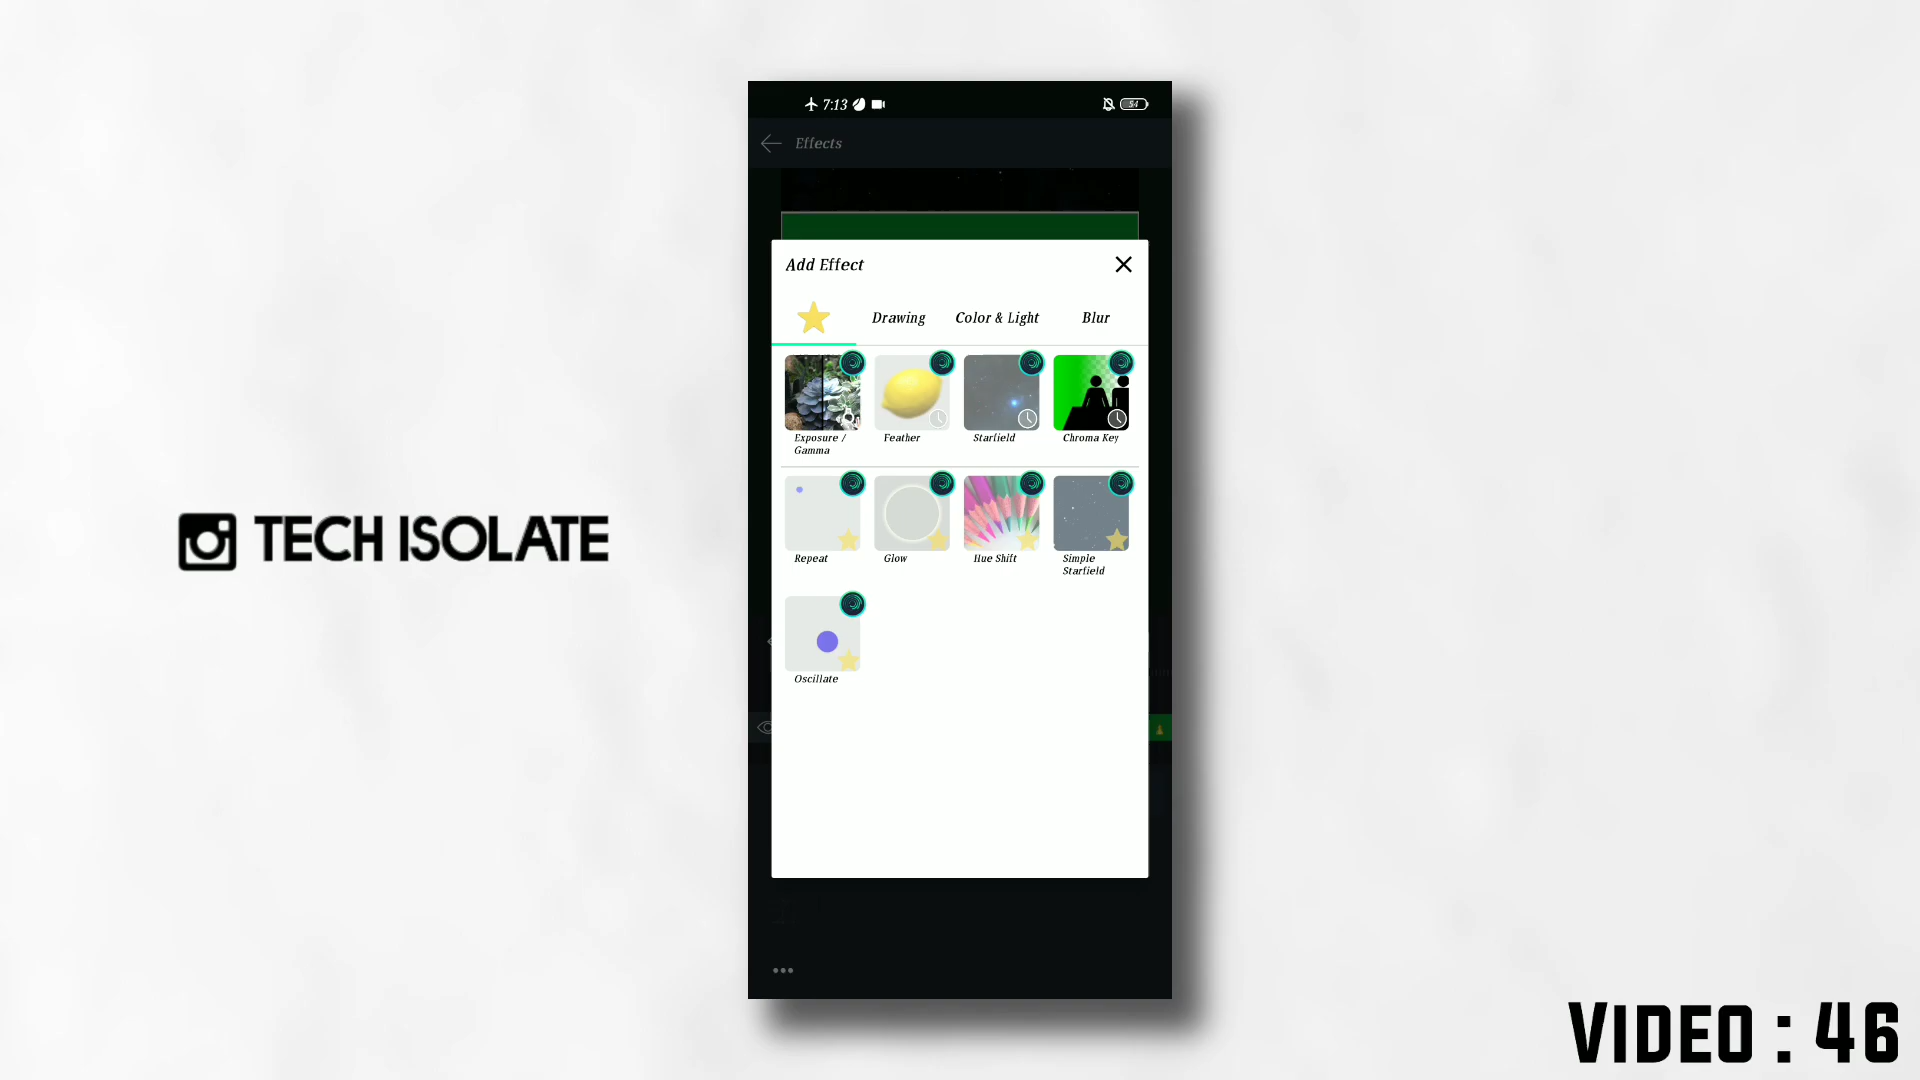 7:13
54
Effects
Add Effect
Drawing
Color & Light
Blur
Exposure /
Gamma
Feather
Starfield
Chroma Key
Repeat
Glow
Hue Shift
Simple
Starfield
Oscillate
TECH ISOLATE
VIDEO : 46